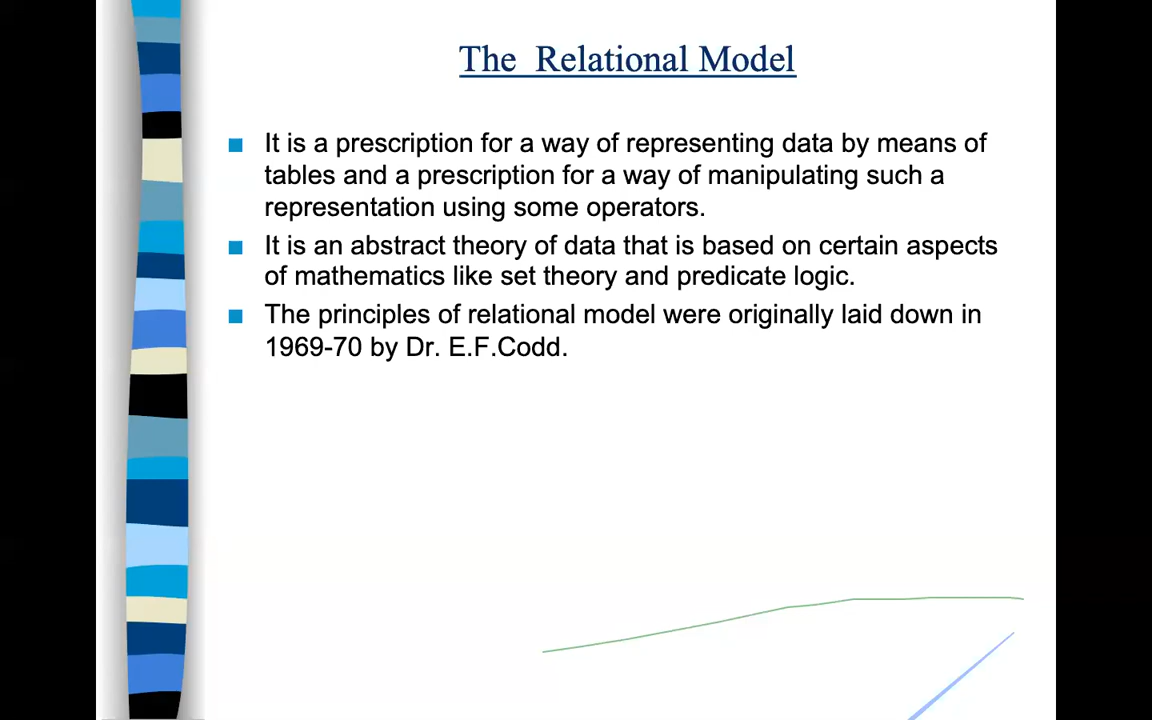 The Relational Model
It is a prescription for a way of representing data by means of
tables and a prescription for a way of manipulating such a
representation using some operators.
It is an abstract theory of data that is based on certain aspects
of mathematics like set theory and predicate logic.
The principles of relational model were originally laid down in
1969-70 by Dr. E.F.Codd.